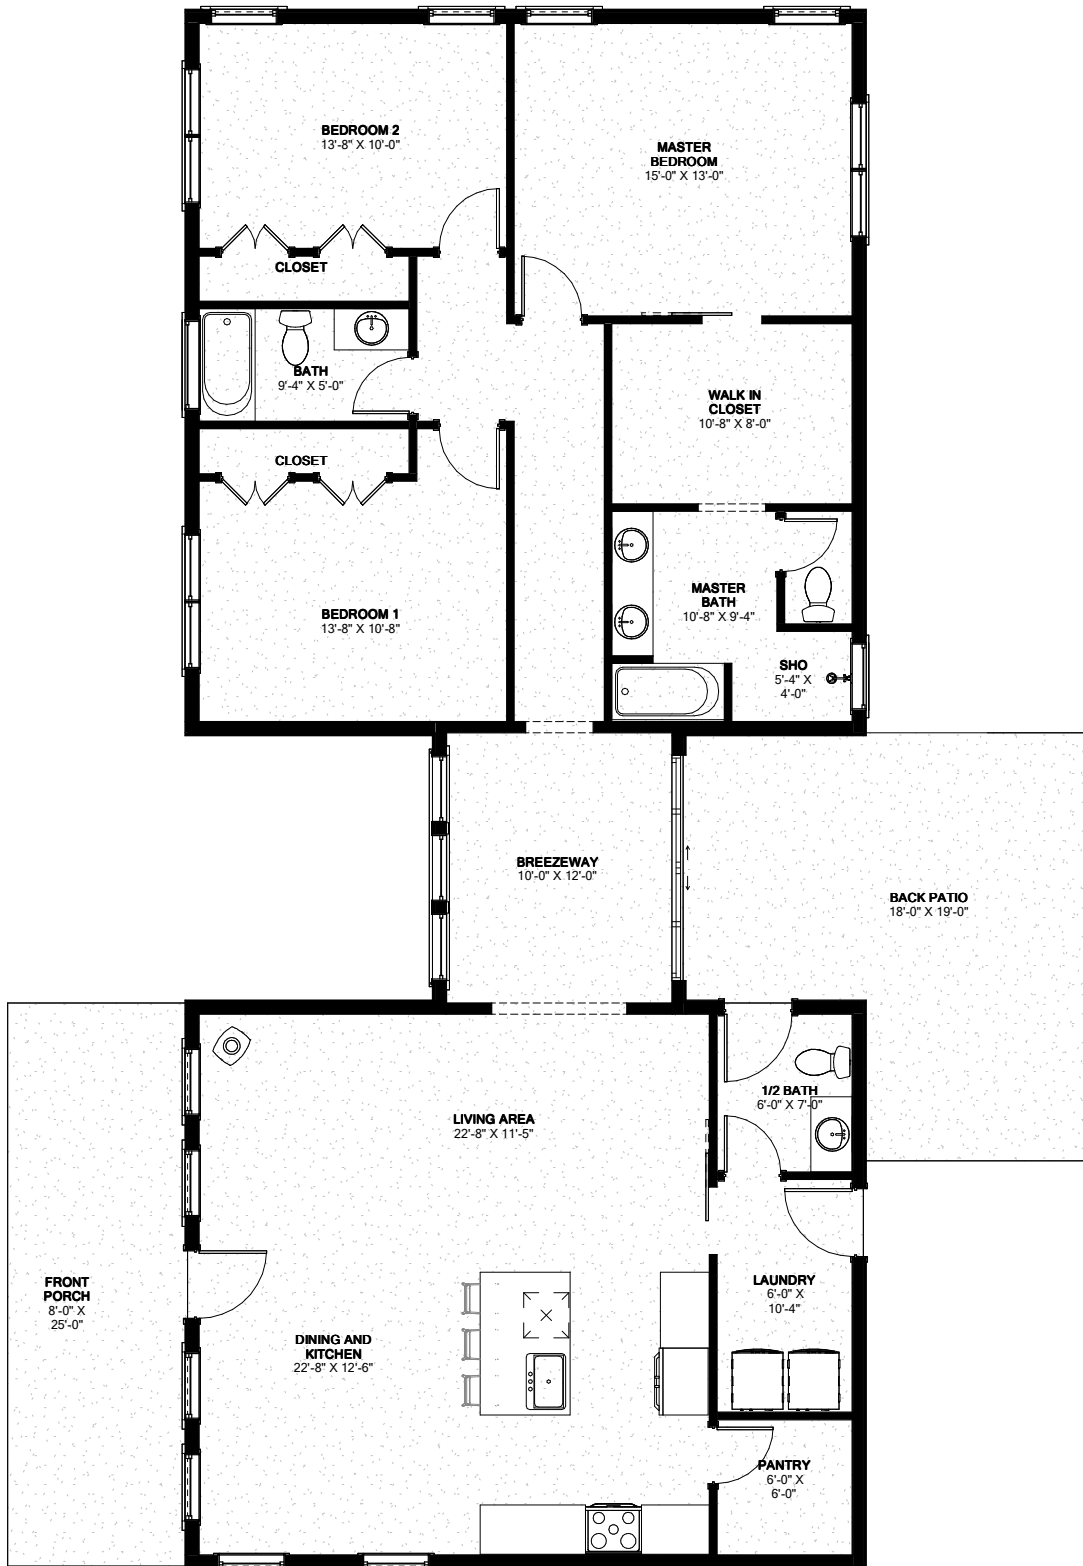 BEDROOM 2
13'-8" X 10'-0"
MASTER
BEDROOM
15'-0" X 13'-0"
CLOSET
BATH
9'-4" X 5'-0"
WALK IN
CLOSET
10'-8" X 8'-0"
CLOSET
BEDROOM 1
13'-8" X 10'-8"
MASTER
BATH
10'-8" X 9'-4"
SHO
5'-4" X
4'-0"
BREEZEWAY
10'-0" X 12'-0"
BACK PATIO
18'-0" X 19'-0"
LIVING AREA
22'-8" X 11'-5"
1/2 BATH
6'-0" X 7'-0"
FRONT
PORCH
8'-0" X
25'-0"
LAUNDRY
6'-0" X
10'-4"
DINING AND
KITCHEN
22'-8" X 12'-6"
PANTRY
6'-0" X
6'-0"